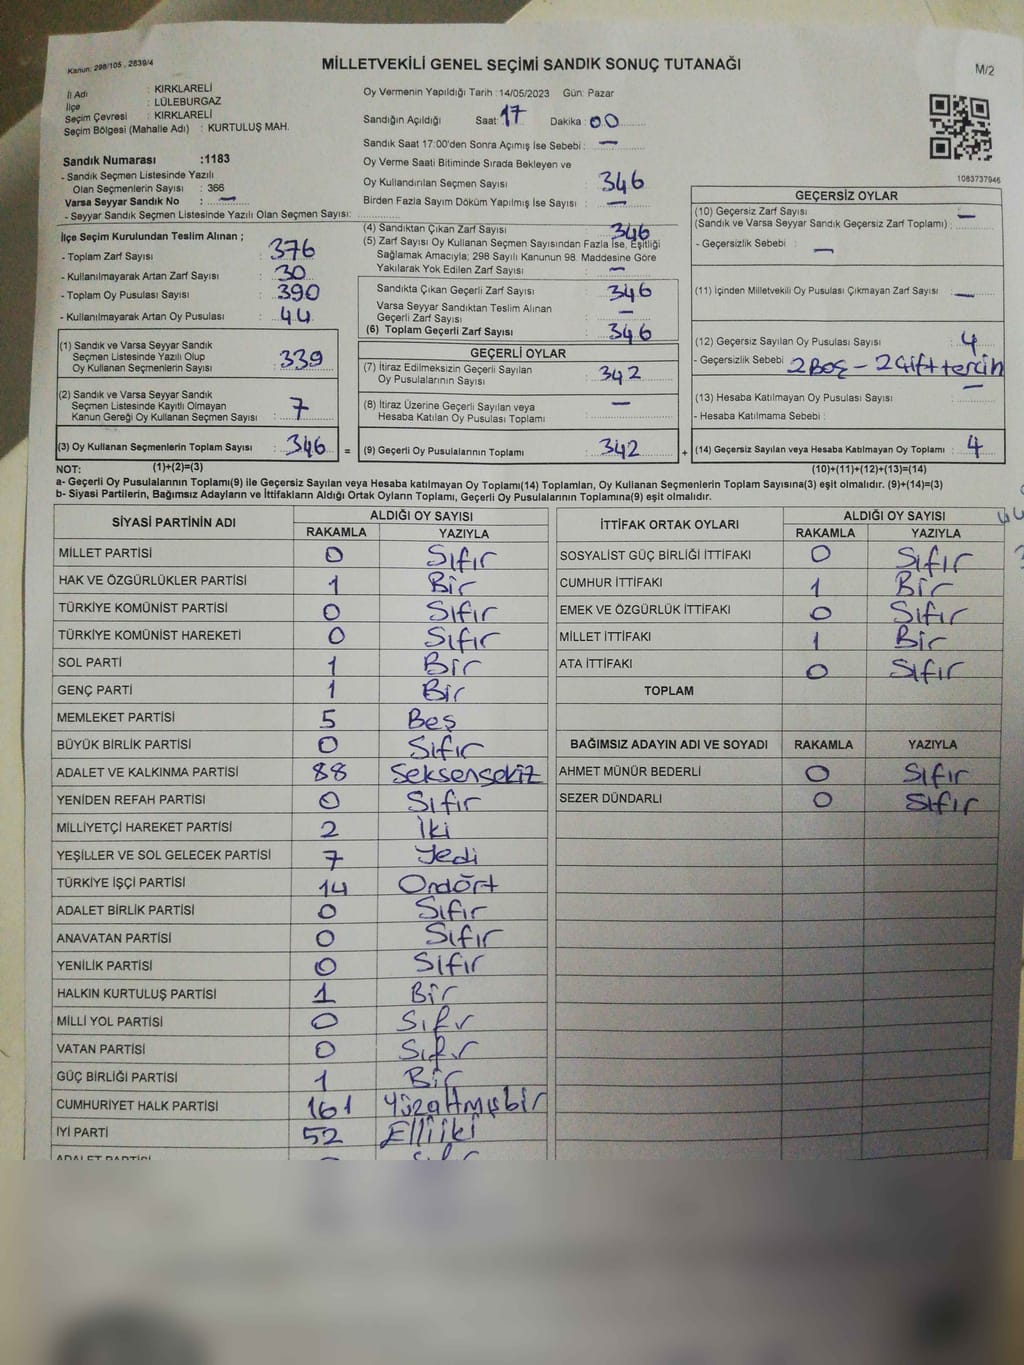 Kanun: 298/105 , 2839/4
MİLLETVEKİLİ GENEL SEÇİMİ SANDIK SONUÇ TUTANAĞI
M/2
İl Adı : KIRKLARELİ
İlçe : LÜLEBURGAZ
Seçim Çevresi : KIRKLARELİ
Seçim Bölgesi (Mahalle Adı) : KURTULUŞ MAH.
Sandık Numarası :1183
- Sandık Seçmen Listesinde Yazılı
Olan Seçmenlerin Sayısı : 366
Varsa Seyyar Sandık No : —
- Seyyar Sandık Seçmen Listesinde Yazılı Olan Seçmen Sayısı:
Oy Vermenin Yapıldığı Tarih :14/05/2023 Gün: Pazar
Sandığın Açıldığı Saat: 17 Dakika : 00
Sandık Saat 17:00'den Sonra Açımış İse Sebebi : —
Oy Verme Saati Bitiminde Sırada Bekleyen ve
Oy Kullandırılan Seçmen Sayısı : 346
Birden Fazla Sayım Döküm Yapılmış İse Sayısı : —
1083737946
İlçe Seçim Kurulundan Teslim Alınan ;
- Toplam Zarf Sayısı : 376
- Kullanılmayarak Artan Zarf Sayısı : 30
- Toplam Oy Pusulası Sayısı : 390
- Kullanılmayarak Artan Oy Pusulası : 44
(4) Sandıktan Çıkan Zarf Sayısı : 346
(5) Zarf Sayısı Oy Kullanan Seçmen Sayısından Fazla İse, Eşitliği
Sağlamak Amacıyla; 298 Sayılı Kanunun 98. Maddesine Göre
Yakılarak Yok Edilen Zarf Sayısı : —
Sandıkta Çıkan Geçerli Zarf Sayısı : 346
Varsa Seyyar Sandıktan Teslim Alınan
Geçerli Zarf Sayısı : —
(6) Toplam Geçerli Zarf Sayısı : 346
GEÇERSİZ OYLAR
(10) Geçersiz Zarf Sayısı : —
(Sandık ve Varsa Seyyar Sandık Geçersiz Zarf Toplamı) :
- Geçersizlik Sebebi : —
(11) İçinden Milletvekili Oy Pusulası Çıkmayan Zarf Sayısı : —
(12) Geçersiz Sayılan Oy Pusulası Sayısı : 4
- Geçersizlik Sebebi : 2 Boş - 2 Çift tercih
(13) Hesaba Katılmayan Oy Pusulası Sayısı : —
- Hesaba Katılmama Sebebi :
(1) Sandık ve Varsa Seyyar Sandık
Seçmen Listesinde Yazılı Olup
Oy Kullanan Seçmenlerin Sayısı : 339
(2) Sandık ve Varsa Seyyar Sandık
Seçmen Listesinde Kayıtlı Olmayan
Kanun Gereği Oy Kullanan Seçmen Sayısı : 7
GEÇERLİ OYLAR
(7) İtiraz Edilmeksizin Geçerli Sayılan
Oy Pusulalarının Sayısı : 342
(8) İtiraz Üzerine Geçerli Sayılan veya
Hesaba Katılan Oy Pusulası Toplamı : —
(3) Oy Kullanan Seçmenlerin Toplam Sayısı : 346 = (9) Geçerli Oy Pusulalarının Toplamı : 342 + (14) Geçersiz Sayılan veya Hesaba Katılmayan Oy Toplamı : 4
NOT: (1)+(2)=(3) (10)+(11)+(12)+(13)=(14)
a- Geçerli Oy Pusulalarının Toplamı(9) ile Geçersiz Sayılan veya Hesaba katılmayan Oy Toplamı(14) Toplamları, Oy Kullanan Seçmenlerin Toplam Sayısına(3) eşit olmalıdır. (9)+(14)=(3)
b- Siyasi Partilerin, Bağımsız Adayların ve İttifakların Aldığı Ortak Oyların Toplamı, Geçerli Oy Pusulalarının Toplamına(9) eşit olmalıdır.
SİYASİ PARTİNİN ADI ALDIĞI OY SAYISI
RAKAMLA YAZIYLA
MİLLET PARTİSİ 0 Sıfır
HAK VE ÖZGÜRLÜKLER PARTİSİ 1 Bir
TÜRKİYE KOMÜNİST PARTİSİ 0 Sıfır
TÜRKİYE KOMÜNİST HAREKETİ 0 Sıfır
SOL PARTİ 1 Bir
GENÇ PARTİ 1 Bir
MEMLEKET PARTİSİ 5 Beş
BÜYÜK BİRLİK PARTİSİ 0 Sıfır
ADALET VE KALKINMA PARTİSİ 88 Seksensekiz
YENİDEN REFAH PARTİSİ 0 Sıfır
MİLLİYETÇİ HAREKET PARTİSİ 2 İki
YEŞİLLER VE SOL GELECEK PARTİSİ 7 Yedi
TÜRKİYE İŞÇİ PARTİSİ 14 Ondört
ADALET BİRLİK PARTİSİ 0 Sıfır
ANAVATAN PARTİSİ 0 Sıfır
YENİLİK PARTİSİ 0 Sıfır
HALKIN KURTULUŞ PARTİSİ 1 Bir
MİLLİ YOL PARTİSİ 0 Sıfır
VATAN PARTİSİ 0 Sıfır
GÜÇ BİRLİĞİ PARTİSİ 1 Bir
CUMHURİYET HALK PARTİSİ 161 Yüzaltmışbir
İYİ PARTİ 52 Elliiki
ADALET PARTİSİ
İTTİFAK ORTAK OYLARI ALDIĞI OY SAYISI
RAKAMLA YAZIYLA
SOSYALİST GÜÇ BİRLİĞİ İTTİFAKI 0 Sıfır
CUMHUR İTTİFAKI 1 Bir
EMEK VE ÖZGÜRLÜK İTTİFAKI 0 Sıfır
MİLLET İTTİFAKI 1 Bir
ATA İTTİFAKI 0 Sıfır
TOPLAM
BAĞIMSIZ ADAYIN ADI VE SOYADI RAKAMLA YAZIYLA
AHMET MÜNÜR BEDERLİ 0 Sıfır
SEZER DÜNDARLI 0 Sıfır